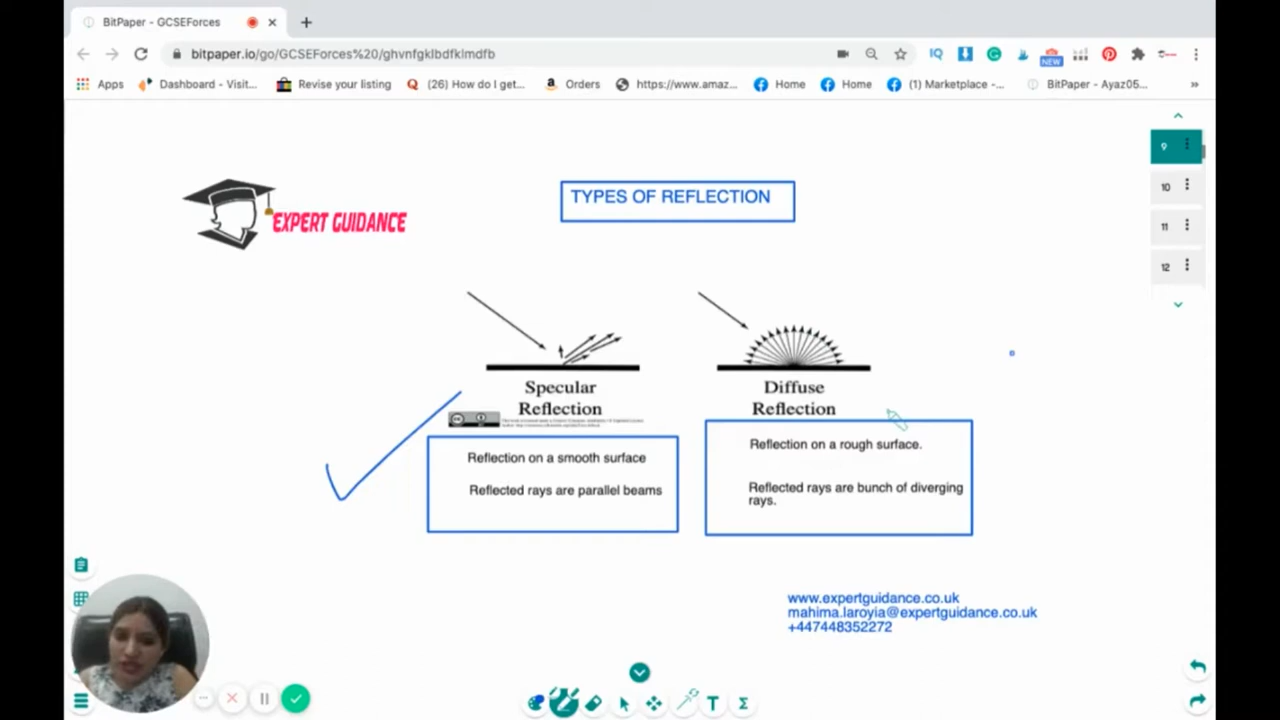 BitPaper - GCSEForces
bitpaper.io/go/GCSEForces%20/ghvnfgklbdfklmdfb
IQ
NEW
Apps
Dashboard - Visit...
Revise your listing
(26) How do I get...
Orders
https://www.amaz...
Home
Home
(1) Marketplace -...
BitPaper - Ayaz05...
»
9
10
11
12
EXPERT GUIDANCE
TYPES OF REFLECTION
Specular
Reflection
Diffuse
Reflection
Reflection on a smooth surface
Reflected rays are parallel beams
Reflection on a rough surface.
Reflected rays are bunch of diverging
rays.
www.expertguidance.co.uk
mahima.laroyia@expertguidance.co.uk
+447448352272
T
Σ